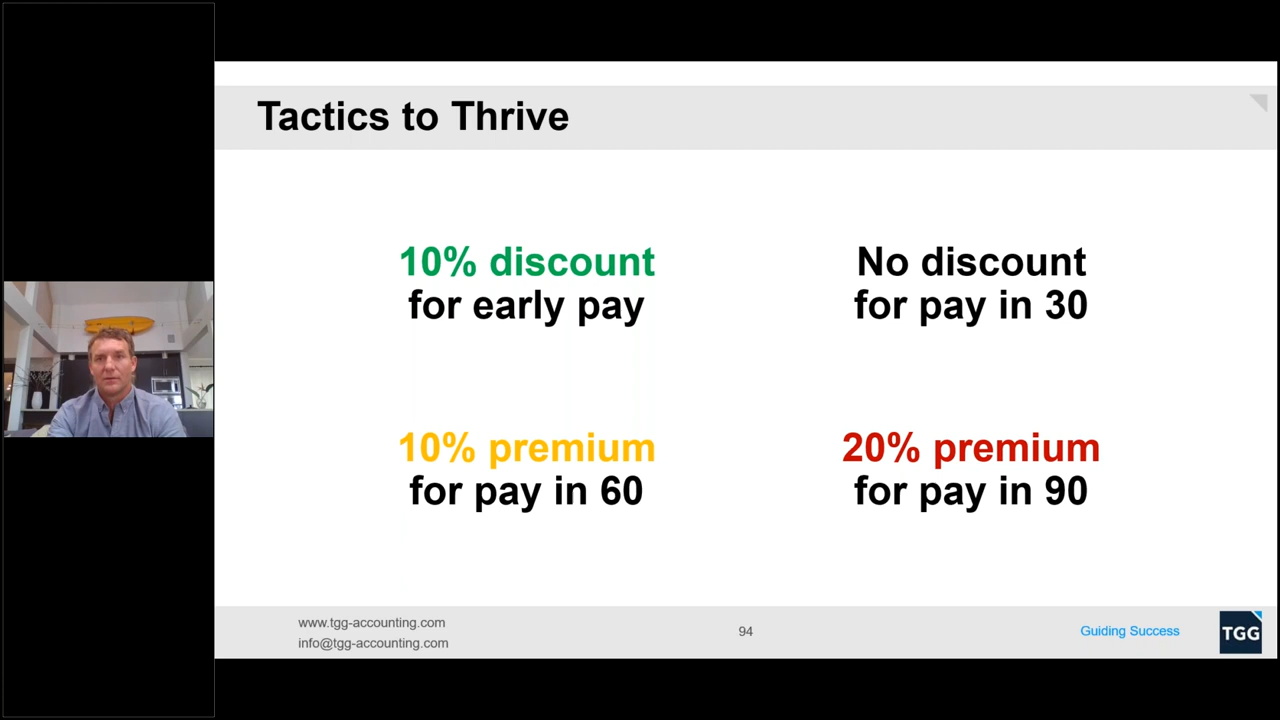 Tactics to Thrive
10% discount
for early pay
No discount
for pay in 30
10% premium
for pay in 60
20% premium
for pay in 90
www.tgg-accounting.com
info@tgg-accounting.com
94
Guiding Success
TGG